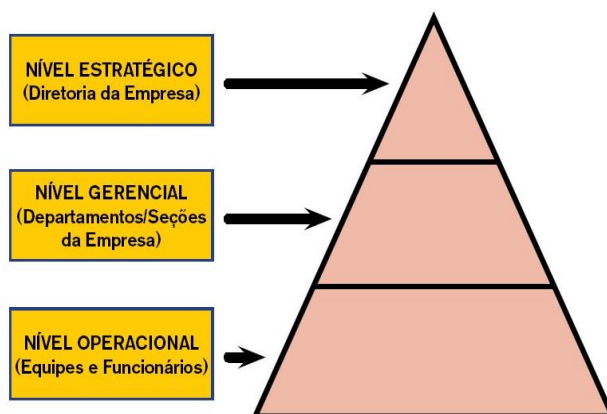 NÍVEL ESTRATÉGICO
(Diretoria da Empresa)
NÍVEL GERENCIAL
(Departamentos/Seções
da Empresa)
NÍVEL OPERACIONAL
(Equipes e Funcionários)